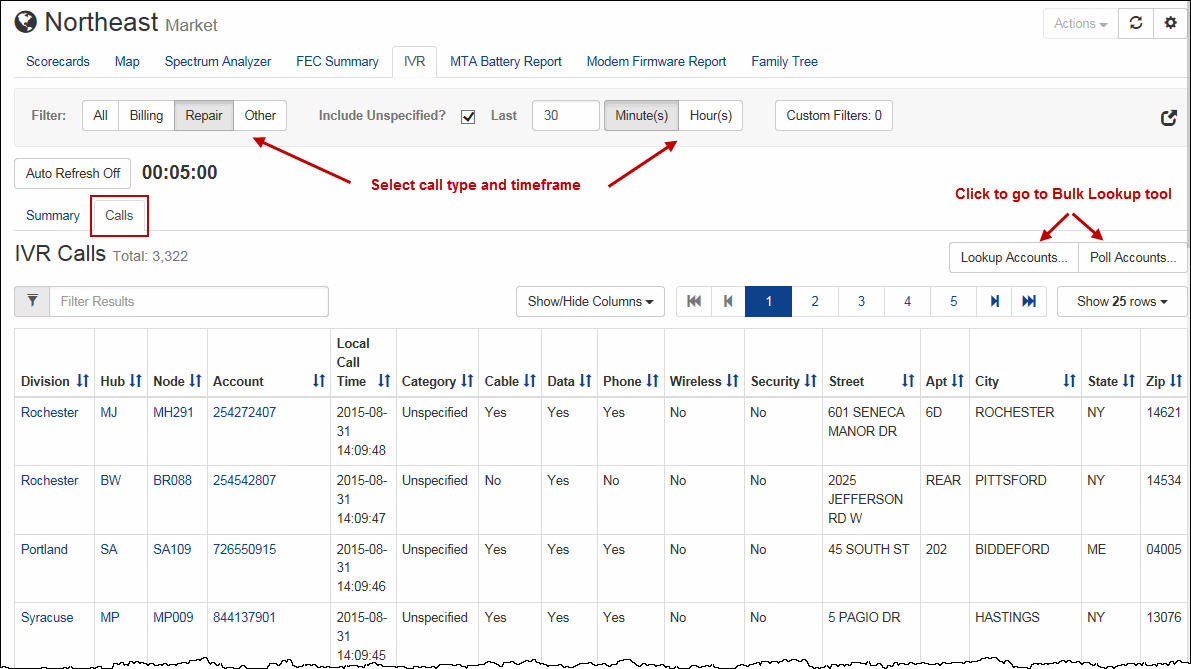 Northeast Market
Actions
Scorecards Map Spectrum Analyzer FEC Summary IVR MTA Battery Report Modem Firmware Report Family Tree
Filter: All Billing Repair Other Include Unspecified? Last 30 Minute(s) Hour(s) Custom Filters: 0
Auto Refresh Off 00:05:00
Select call type and timeframe
Click to go to Bulk Lookup tool
Summary Calls
IVR Calls Total: 3,322
Lookup Accounts... Poll Accounts...
Filter Results Show/Hide Columns 1 2 3 4 5 Show 25 rows
Division Hub Node Account Local Call Time Category Cable Data Phone Wireless Security Street Apt City State Zip
Rochester MJ MH291 254272407 2015-08-31 14:09:48 Unspecified Yes Yes Yes No No 601 SENECA MANOR DR 6D ROCHESTER NY 14621
Rochester BW BR088 254542807 2015-08-31 14:09:47 Unspecified No Yes No No No 2025 JEFFERSON RD W REAR PITTSFORD NY 14534
Portland SA SA109 726550915 2015-08-31 14:09:46 Unspecified Yes Yes Yes No No 45 SOUTH ST 202 BIDDEFORD ME 04005
Syracuse MP MP009 844137901 2015-08-31 14:09:45 Unspecified Yes Yes Yes No No 5 PAGIO DR HASTINGS NY 13076